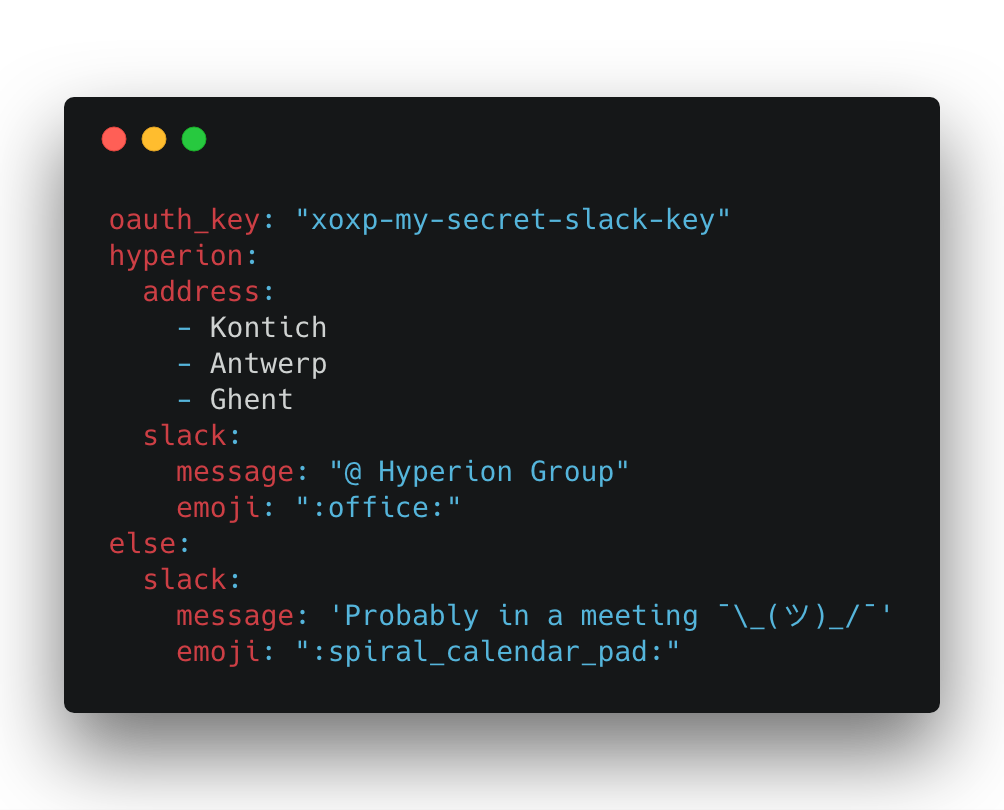 oauth_key: "xoxp-my-secret-slack-key"
hyperion:
  address:
    - Kontich
    - Antwerp
    - Ghent
  slack:
    message: "@ Hyperion Group"
    emoji: ":office:"
else:
  slack:
    message: 'Probably in a meeting ¯\_(ツ)_/¯'
    emoji: ":spiral_calendar_pad:"